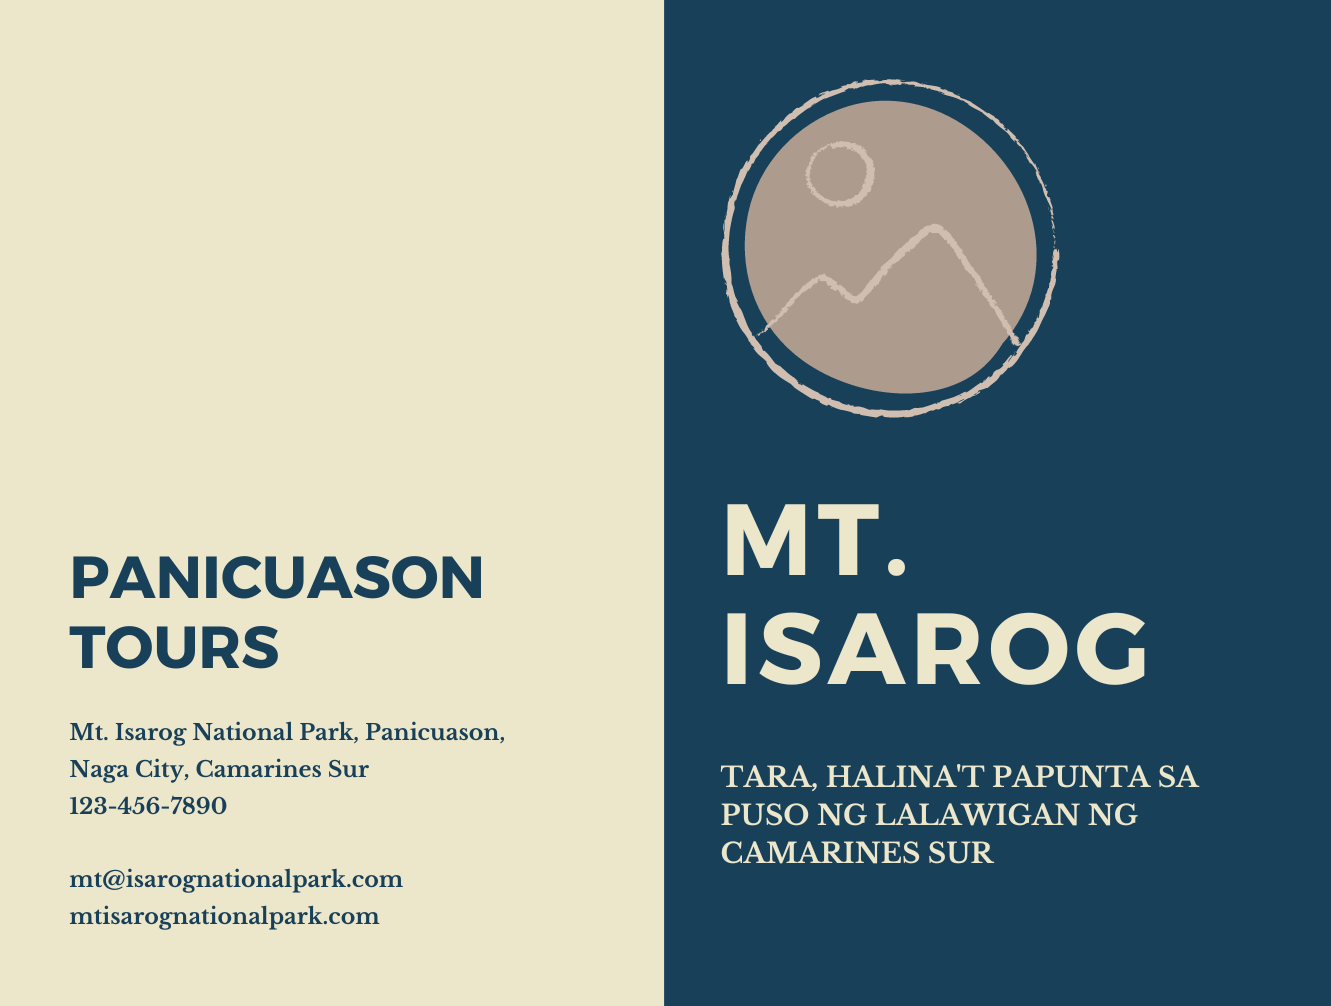 PANICUASON
TOURS
Mt. Isarog National Park, Panicuason,
Naga City, Camarines Sur
123-456-7890
mt@isarognationalpark.com
mtisarognationalpark.com
MT.
ISAROG
TARA, HALINA'T PAPUNTA SA
PUSO NG LALAWIGAN NG
CAMARINES SUR